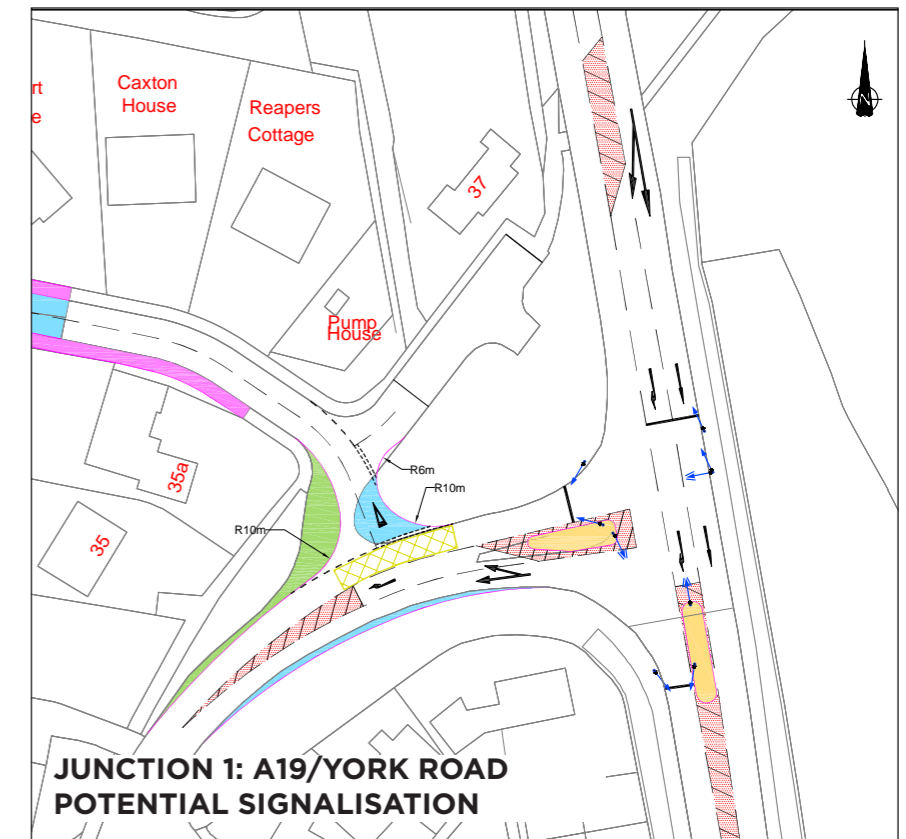 rt
e
Caxton
House
Reapers
Cottage
37
N
Pump
House
35a
35
R6m
R10m
R10m
JUNCTION 1: A19/YORK ROAD
POTENTIAL SIGNALISATION